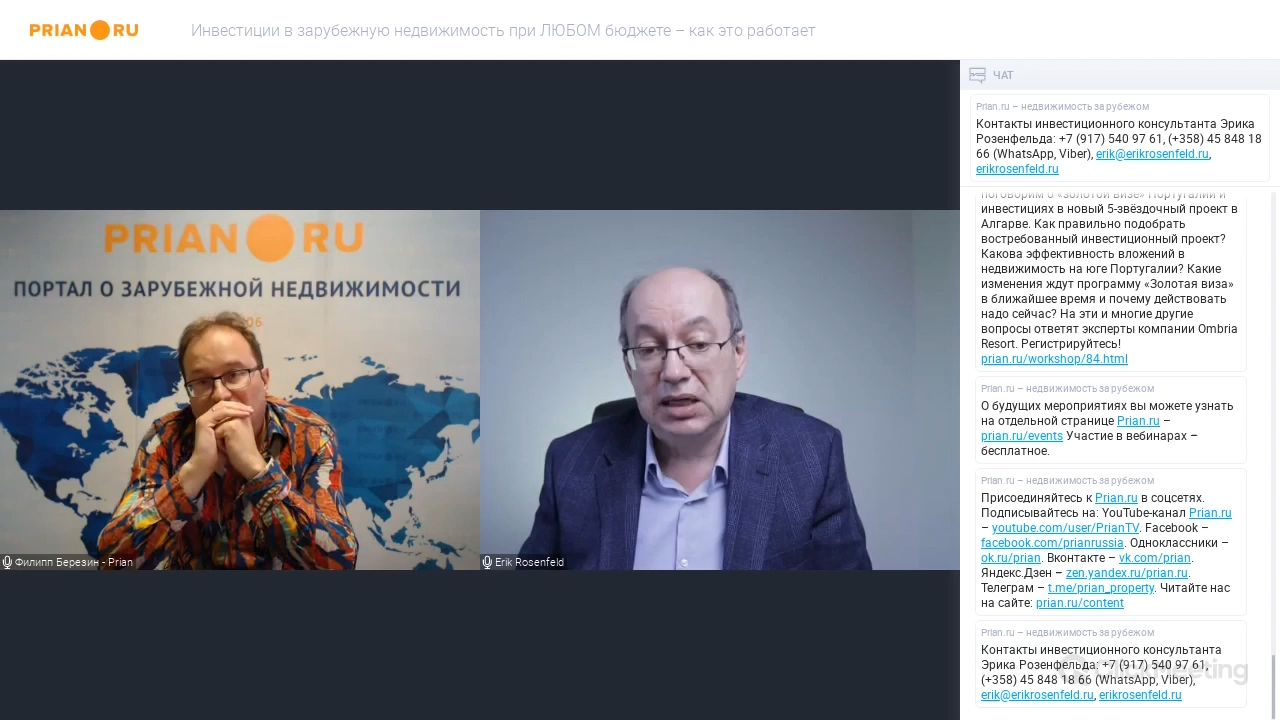 PRIAN RU
Инвестиции в зарубежную недвижимость при ЛЮБОМ бюджете – как это работает
PRIAN RU
ПОРТАЛ О ЗАРУБЕЖНОЙ НЕДВИЖИМОСТИ
Филипп Березин - Prian
Erik Rosenfeld
ЧАТ
Prian.ru – недвижимость за рубежом
Контакты инвестиционного консультанта Эрика
Розенфельда: +7 (917) 540 97 61, (+358) 45 848 18
66 (WhatsApp, Viber), erik@erikrosenfeld.ru,
erikrosenfeld.ru
поговорим о «золотой визе» Португалии и
инвестициях в новый 5-звёздочный проект в
Алгарве. Как правильно подобрать
востребованный инвестиционный проект?
Какова эффективность вложений в
недвижимость на юге Португалии? Какие
изменения ждут программу «Золотая виза»
в ближайшее время и почему действовать
надо сейчас? На эти и многие другие
вопросы ответят эксперты компании Ombria
Resort. Регистрируйтесь!
prian.ru/workshop/84.html
Prian.ru – недвижимость за рубежом
О будущих мероприятиях вы можете узнать
на отдельной странице Prian.ru –
prian.ru/events Участие в вебинарах –
бесплатное.
Prian.ru – недвижимость за рубежом
Присоединяйтесь к Prian.ru в соцсетях.
Подписывайтесь на: YouTube-канал Prian.ru
– youtube.com/user/PrianTV. Facebook –
facebook.com/prianrussia. Одноклассники –
ok.ru/prian. Вконтакте – vk.com/prian.
Яндекс.Дзен – zen.yandex.ru/prian.ru.
Телеграм – t.me/prian_property. Читайте нас
на сайте: prian.ru/content
Prian.ru – недвижимость за рубежом
Контакты инвестиционного консультанта
Эрика Розенфельда: +7 (917) 540 97 61,
(+358) 45 848 18 66 (WhatsApp, Viber),
erik@erikrosenfeld.ru, erikrosenfeld.ru